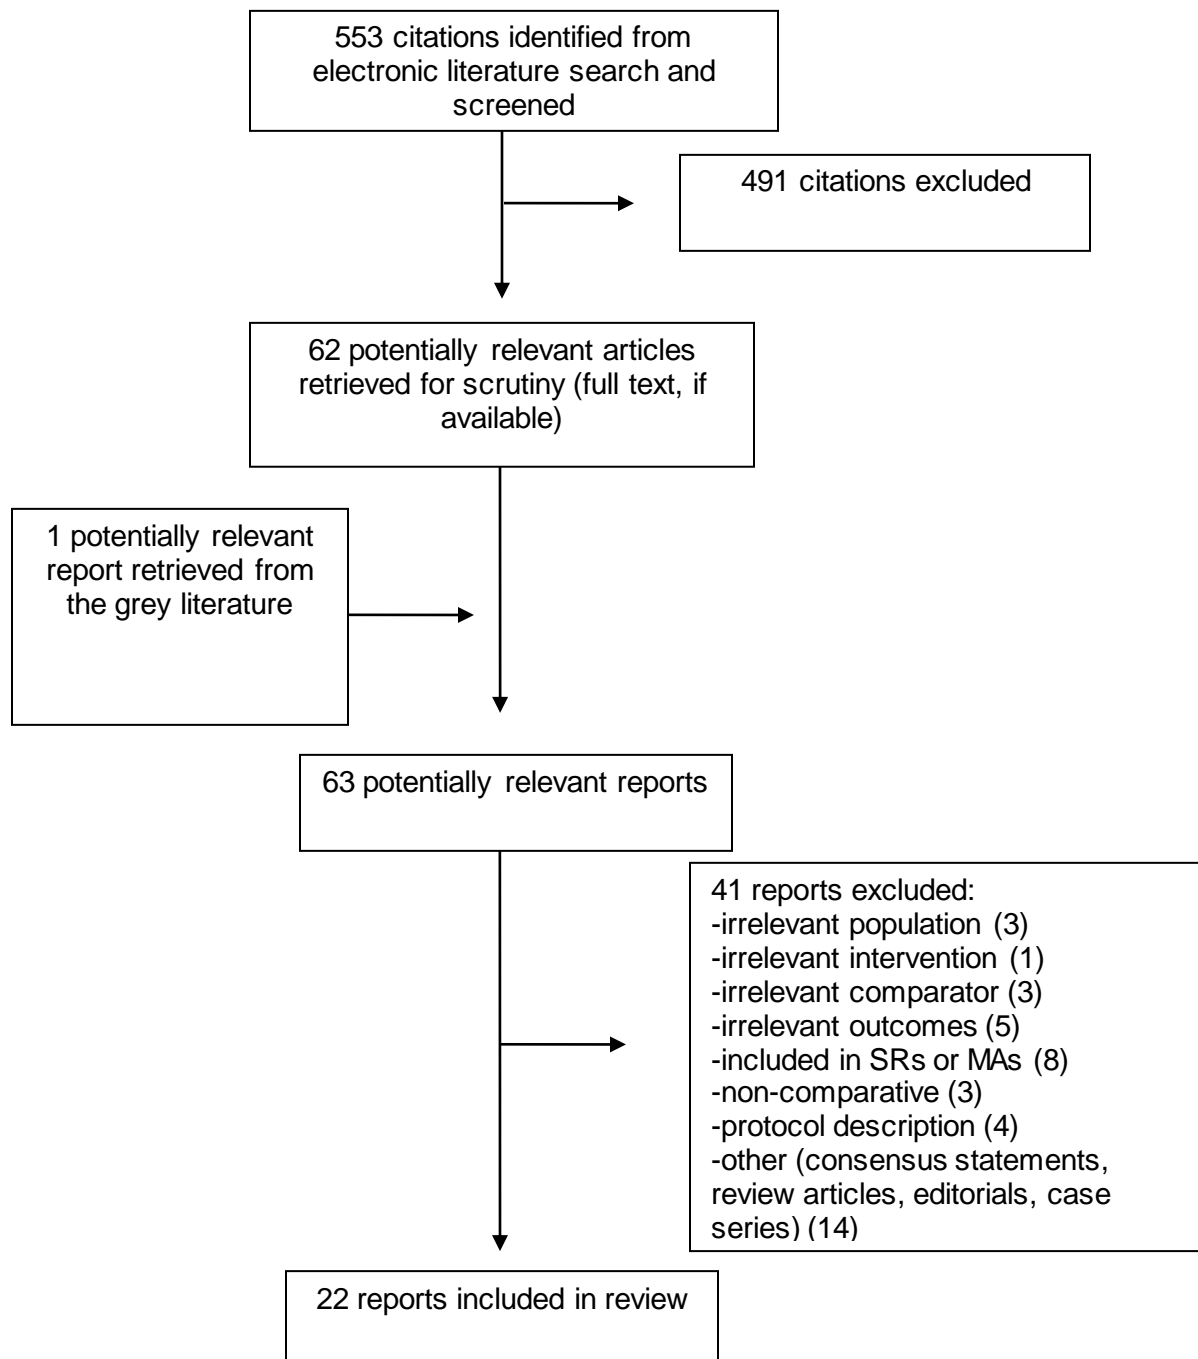 553 citations identified from
electronic literature search and
screened
491 citations excluded
62 potentially relevant articles
retrieved for scrutiny (full text, if
available)
1 potentially relevant
report retrieved from
the grey literature
63 potentially relevant reports
41 reports excluded:
-irrelevant population (3)
-irrelevant intervention (1)
-irrelevant comparator (3)
-irrelevant outcomes (5)
-included in SRs or MAs (8)
-non-comparative (3)
-protocol description (4)
-other (consensus statements,
review articles, editorials, case
series) (14)
22 reports included in review